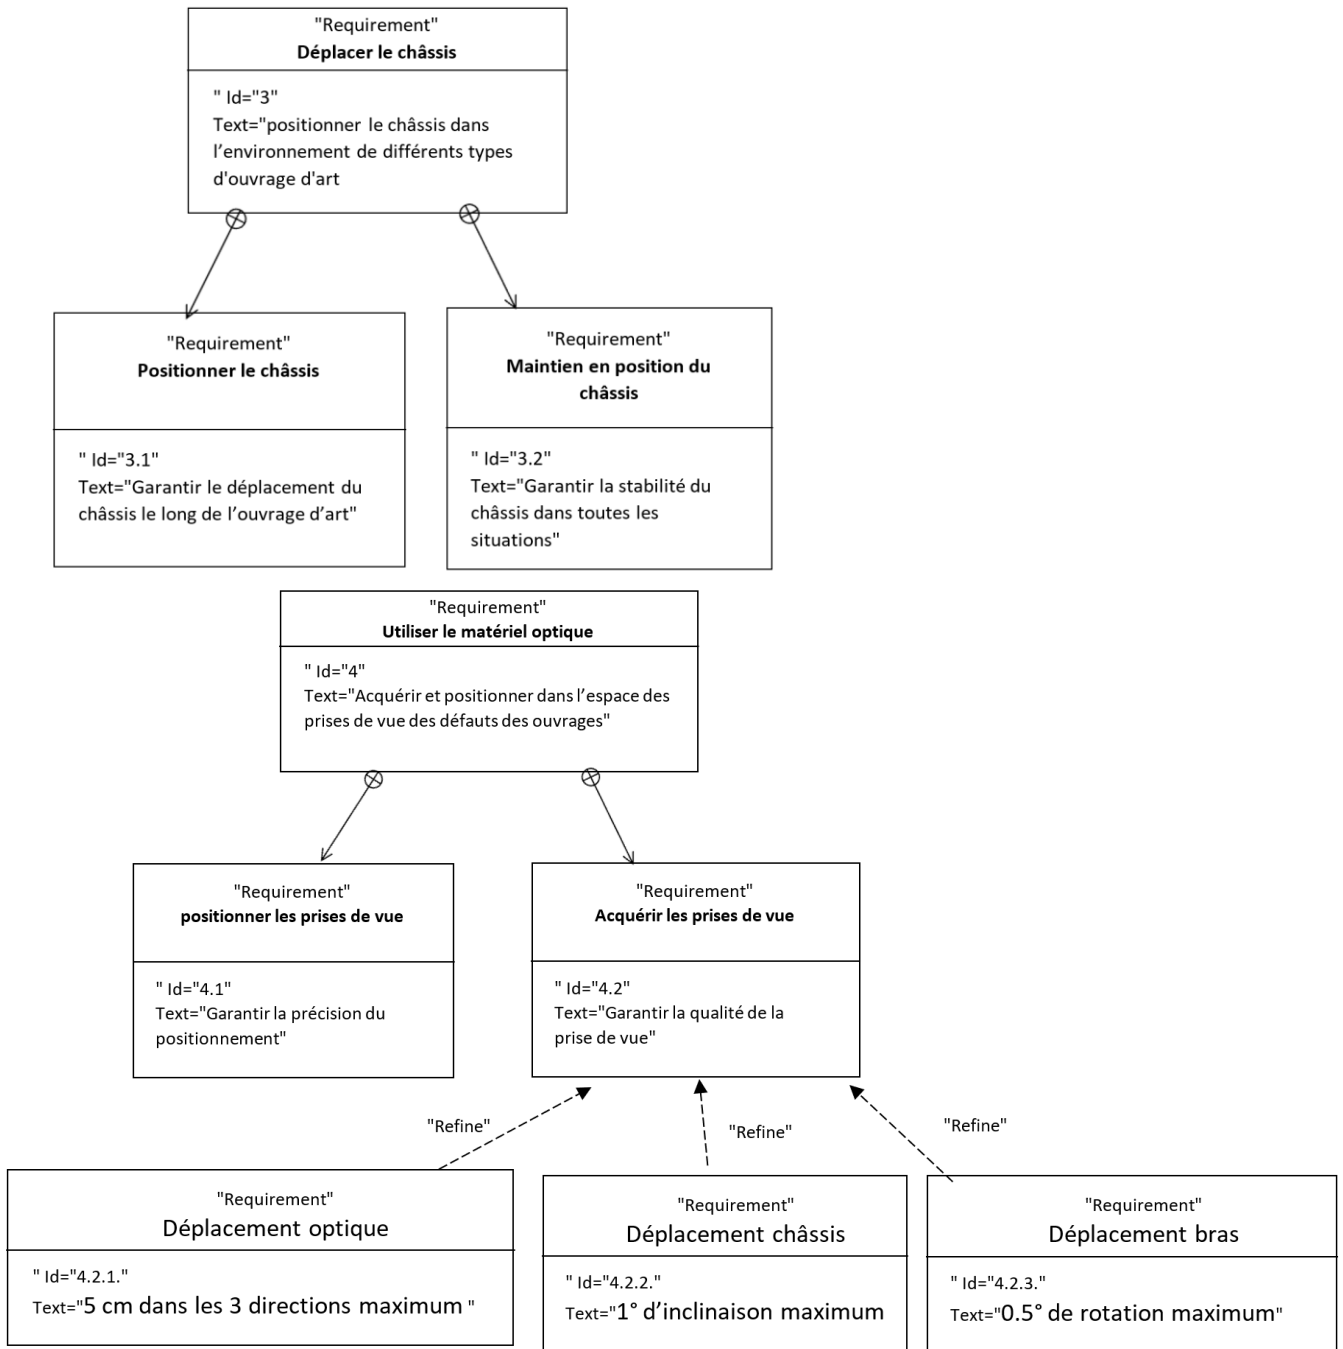 "Requirement"
Déplacer le châssis
" Id="3"
Text="positionner le châssis dans
l’environnement de différents types
d'ouvrage d'art
"Requirement"
Positionner le châssis
" Id="3.1"
Text="Garantir le déplacement du
châssis le long de l’ouvrage d’art"
"Requirement"
Maintien en position du
châssis
" Id="3.2"
Text="Garantir la stabilité du
châssis dans toutes les
situations"
"Requirement"
Utiliser le matériel optique
" Id="4"
Text="Acquérir et positionner dans l’espace des
prises de vue des défauts des ouvrages"
"Requirement"
positionner les prises de vue
" Id="4.1"
Text="Garantir la précision du
positionnement"
"Requirement"
Acquérir les prises de vue
" Id="4.2"
Text="Garantir la qualité de la
prise de vue"
"Refine"
"Refine"
"Refine"
"Requirement"
Déplacement optique
" Id="4.2.1."
Text="5 cm dans les 3 directions maximum "
"Requirement"
Déplacement châssis
" Id="4.2.2."
Text="1° d’inclinaison maximum
"Requirement"
Déplacement bras
" Id="4.2.3."
Text="0.5° de rotation maximum"